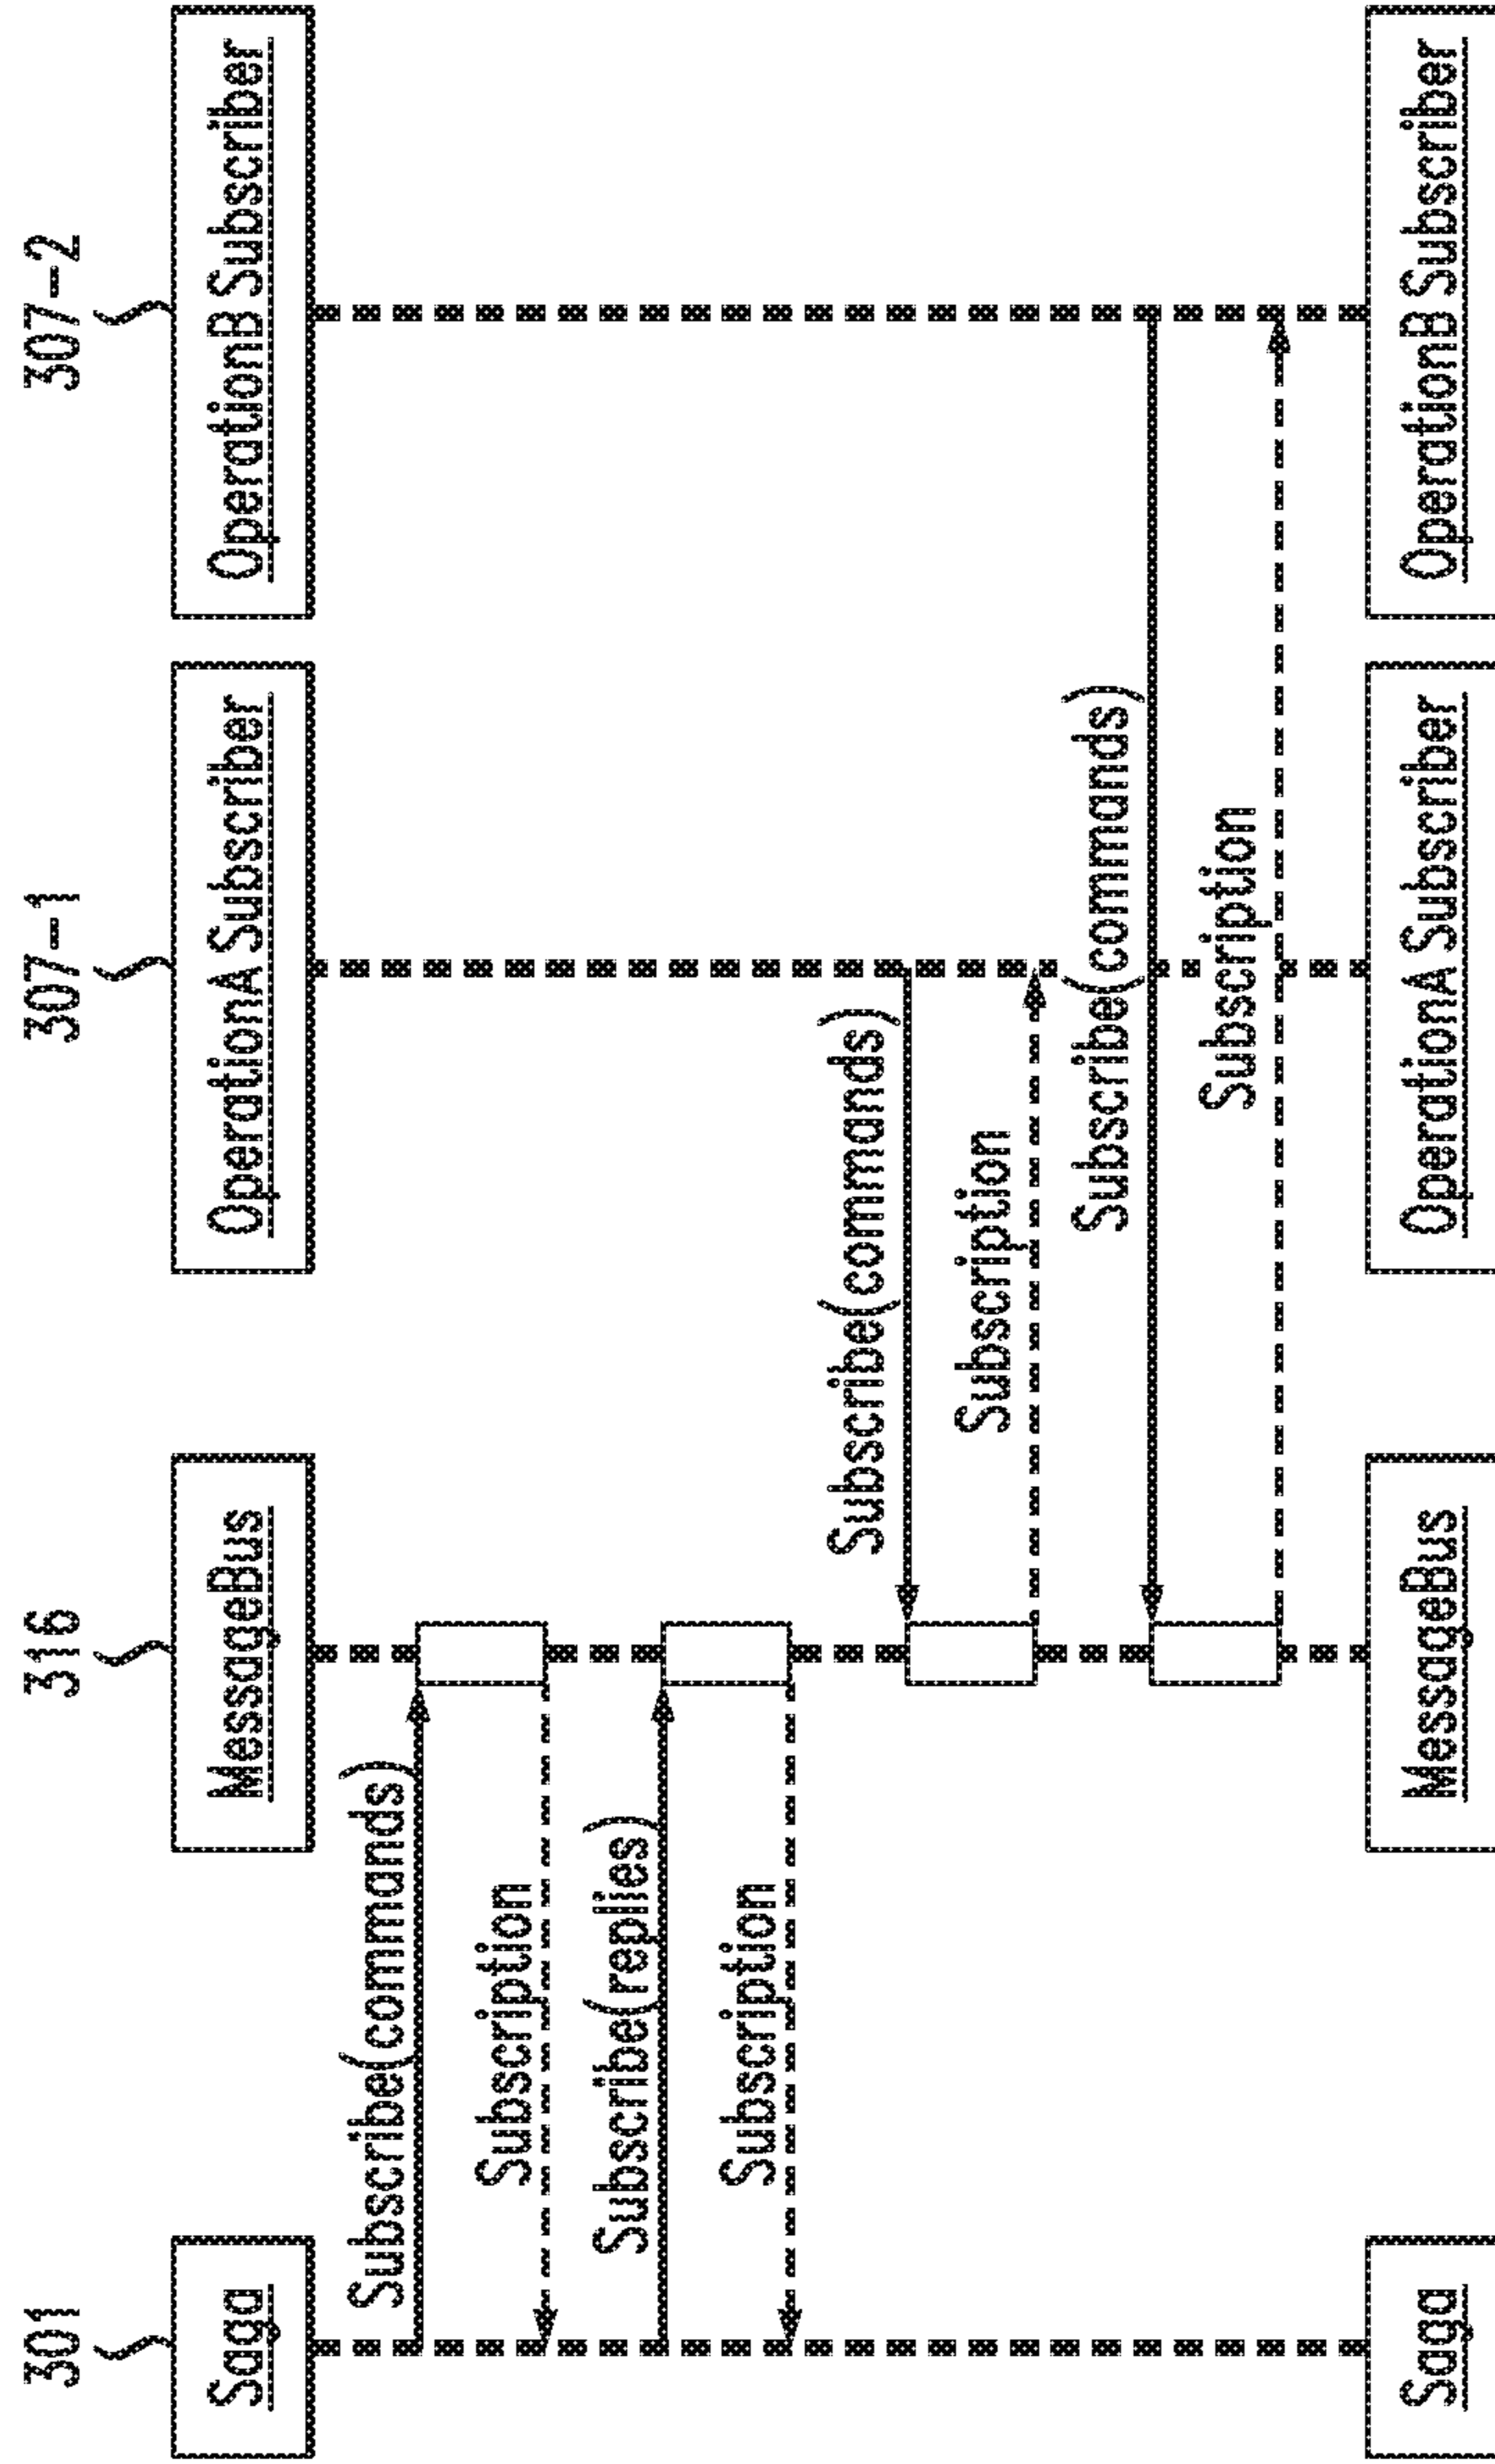 301
316
307-1
307-2
Saga
MessageBus
OperationA Subscriber
OperationB Subscriber
Subscribe(commands)
Subscription
Subscribe(replies)
Subscription
Subscribe(commands)
Subscription
Subscribe(commands)
Subscription
Saga
MessageBus
OperationA Subscriber
OperationB Subscriber